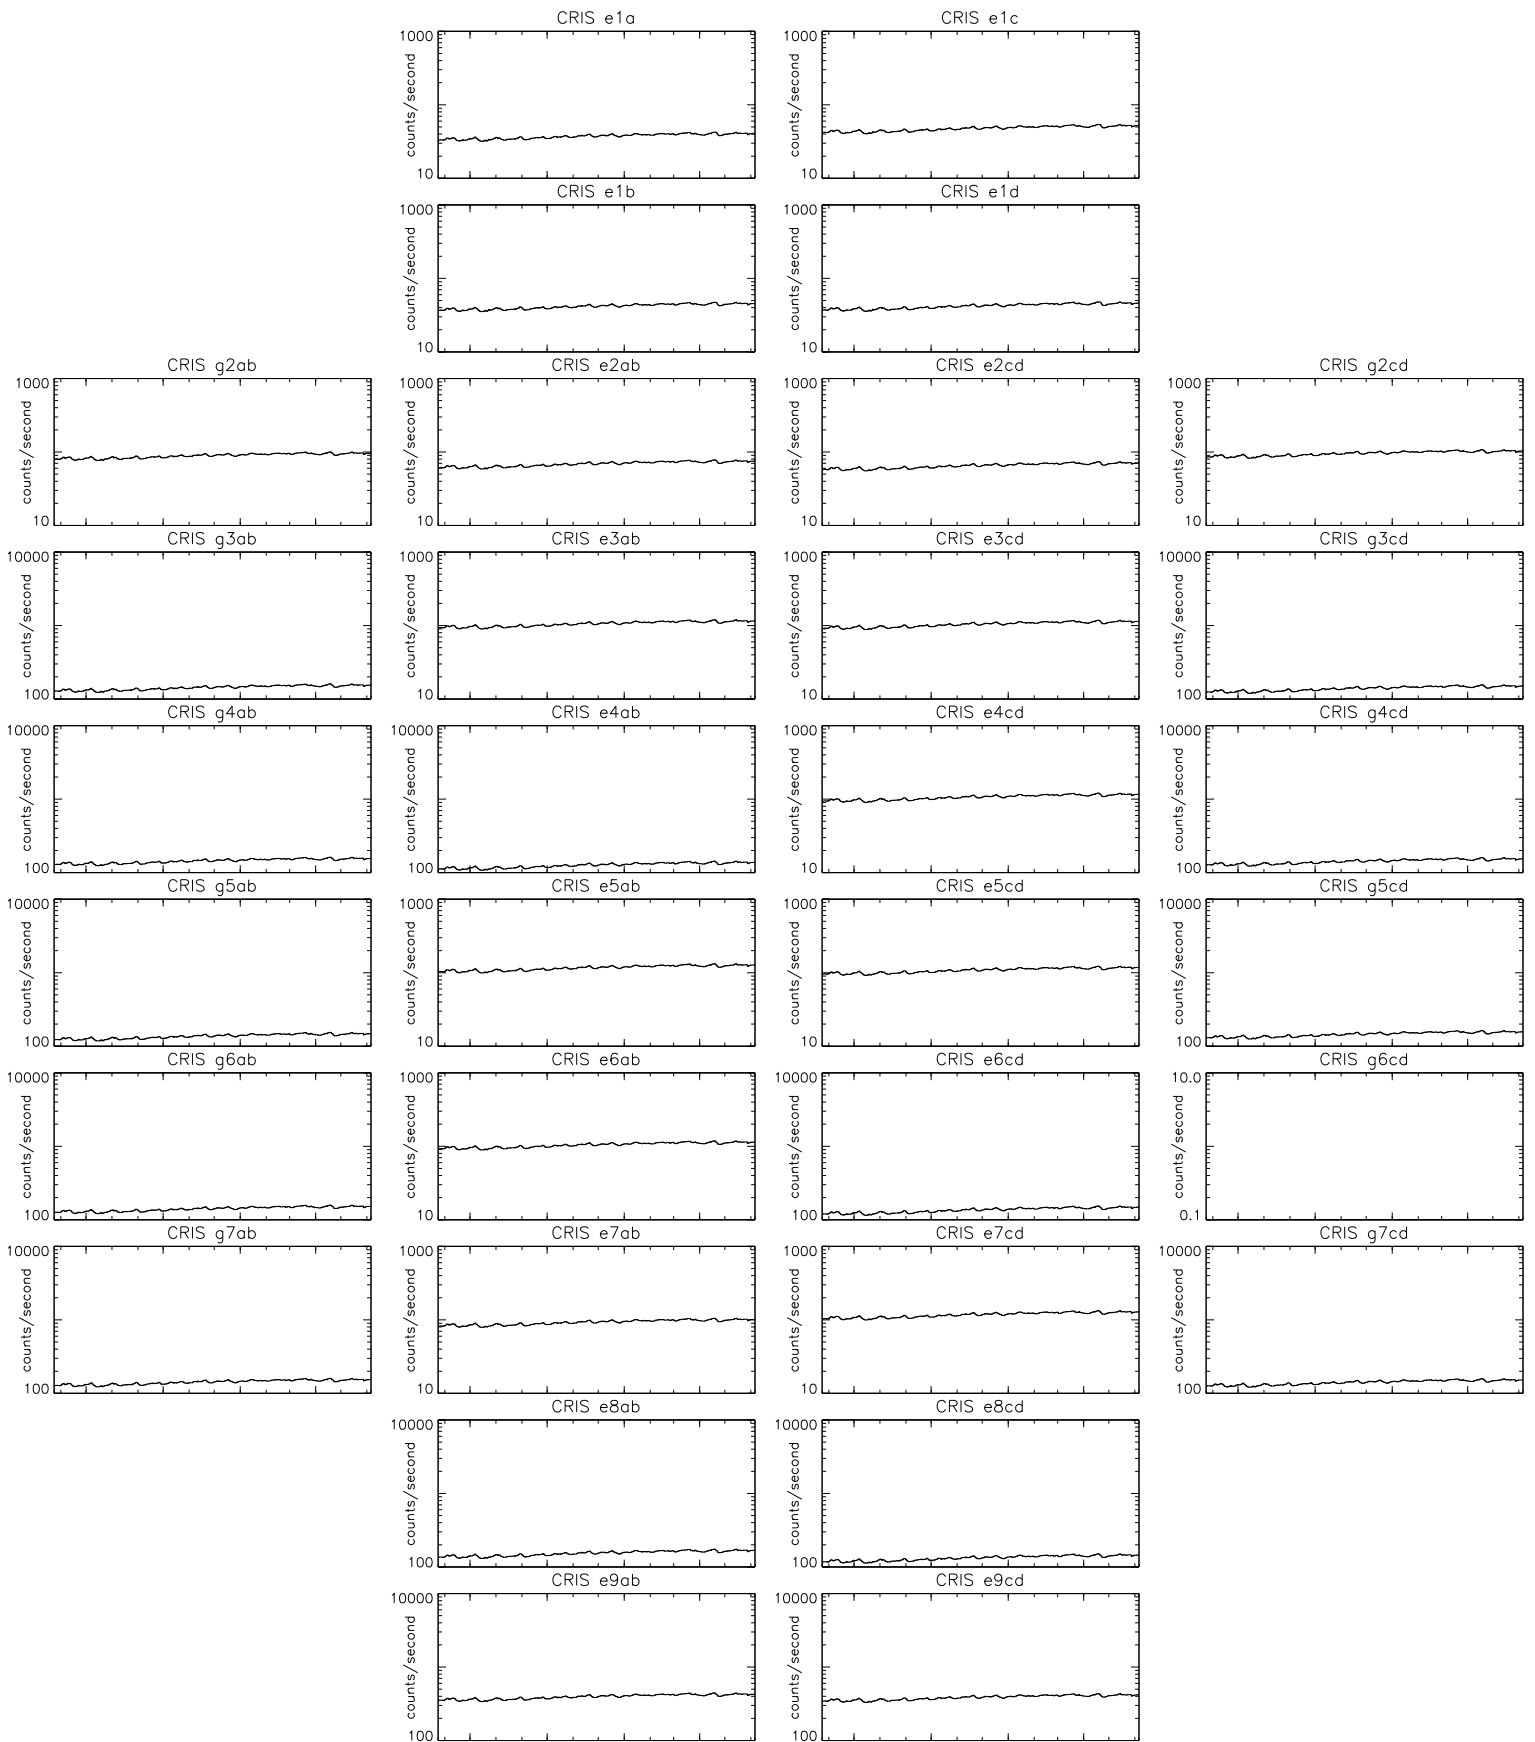 CRIS e1a
1000
counts/second
10
CRIS e1c
1000
counts/second
10
CRIS e1b
1000
counts/second
10
CRIS e1d
1000
counts/second
10
CRIS g2ab
1000
counts/second
10
CRIS e2ab
1000
counts/second
10
CRIS e2cd
1000
counts/second
10
CRIS g2cd
1000
counts/second
10
CRIS g3ab
10000
counts/second
100
CRIS e3ab
1000
counts/second
10
CRIS e3cd
1000
counts/second
10
CRIS g3cd
10000
counts/second
100
CRIS g4ab
10000
counts/second
100
CRIS e4ab
10000
counts/second
100
CRIS e4cd
1000
counts/second
10
CRIS g4cd
10000
counts/second
100
CRIS g5ab
10000
counts/second
100
CRIS e5ab
1000
counts/second
10
CRIS e5cd
1000
counts/second
10
CRIS g5cd
10000
counts/second
100
CRIS g6ab
10000
counts/second
100
CRIS e6ab
1000
counts/second
10
CRIS e6cd
10000
counts/second
100
CRIS g6cd
10.0
counts/second
0.1
CRIS g7ab
10000
counts/second
100
CRIS e7ab
1000
counts/second
10
CRIS e7cd
1000
counts/second
10
CRIS g7cd
10000
counts/second
100
CRIS e8ab
10000
counts/second
100
CRIS e8cd
10000
counts/second
100
CRIS e9ab
10000
counts/second
100
CRIS e9cd
10000
counts/second
100